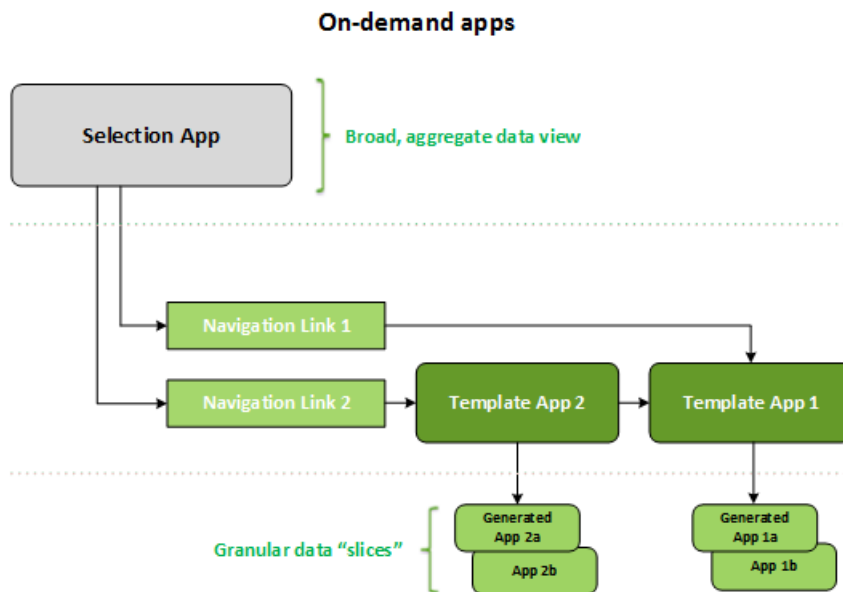 On-demand apps
Selection App
Broad, aggregate data view
Navigation Link 1
Navigation Link 2
Template App 2
Template App 1
Granular data “slices”
Generated
App 2a
App 2b
Generated
App 1a
App 1b